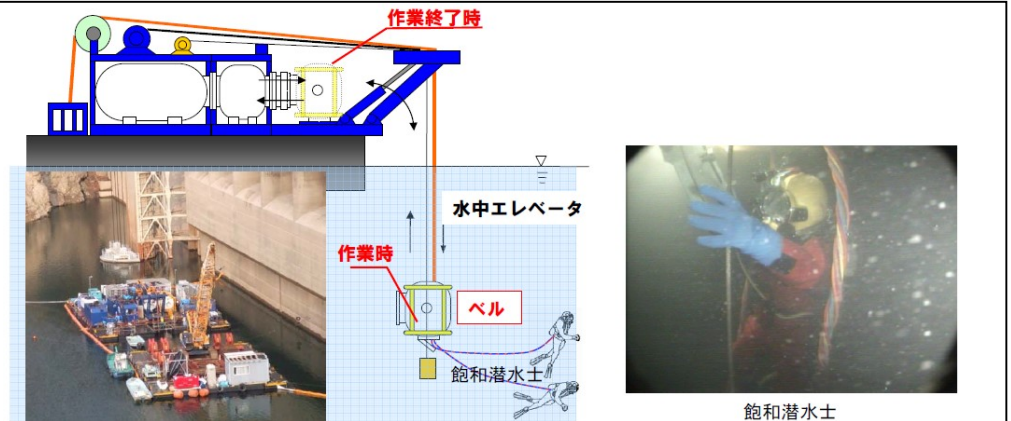 作業終了時
水中エレベータ
作業時
ベル
飽和潜水士
飽和潜水士